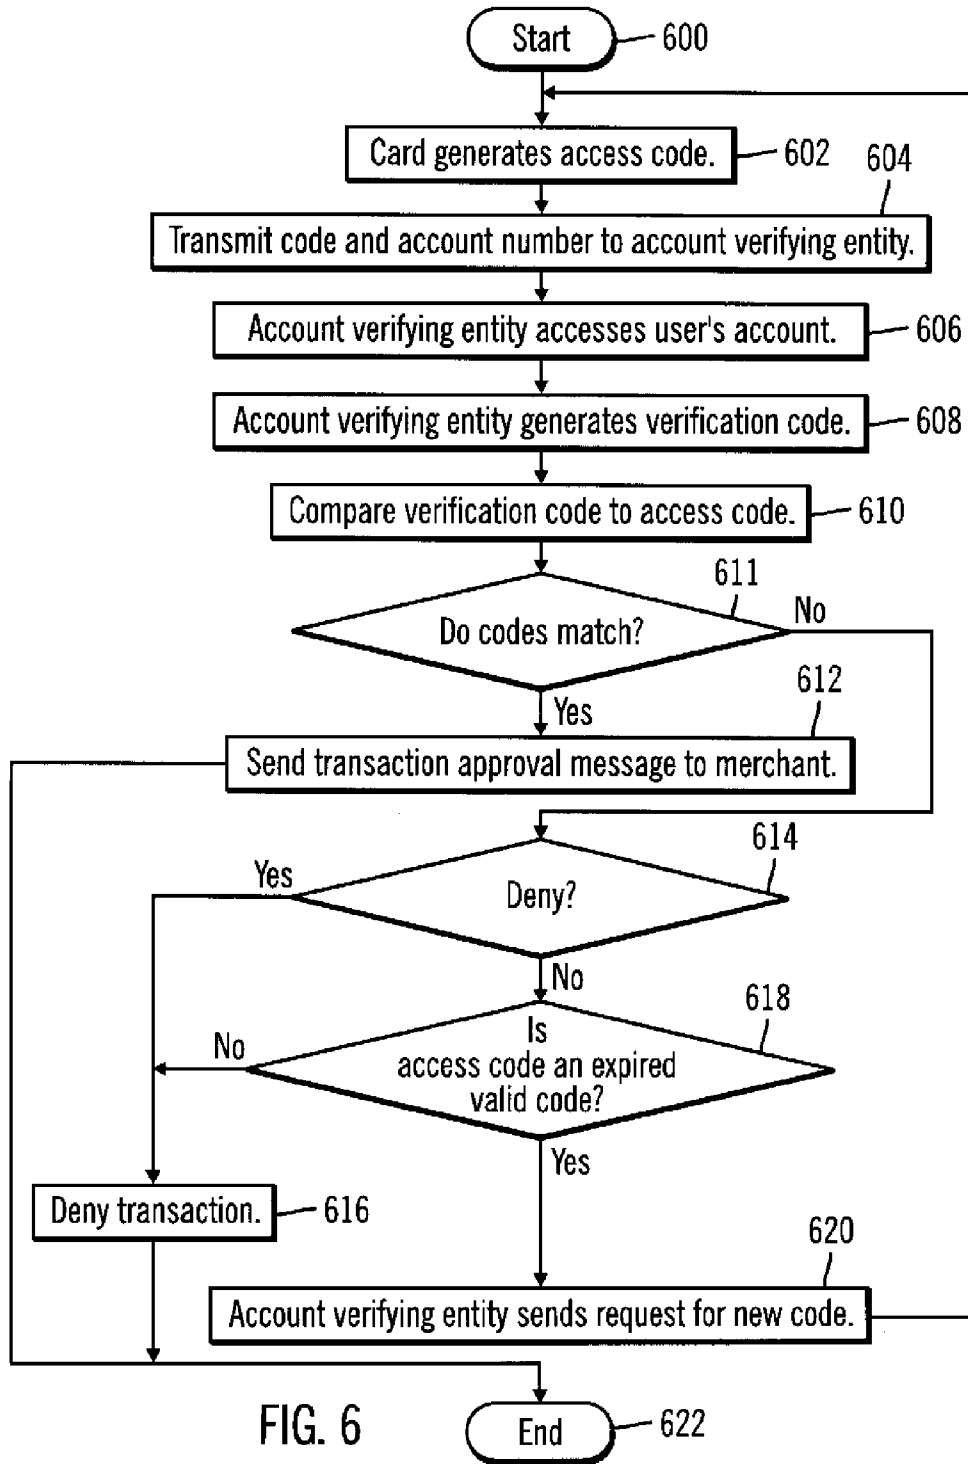 Start
600
Card generates access code.
602
604
Transmit code and account number to account verifying entity.
Account verifying entity accesses user's account.
606
Account verifying entity generates verification code.
608
Compare verification code to access code.
610
611
Do codes match?
No
Yes
612
Send transaction approval message to merchant.
614
Yes
Deny?
No
618
Is
access code an expired
valid code?
No
Yes
Deny transaction.
616
620
Account verifying entity sends request for new code.
FIG. 6
End
622